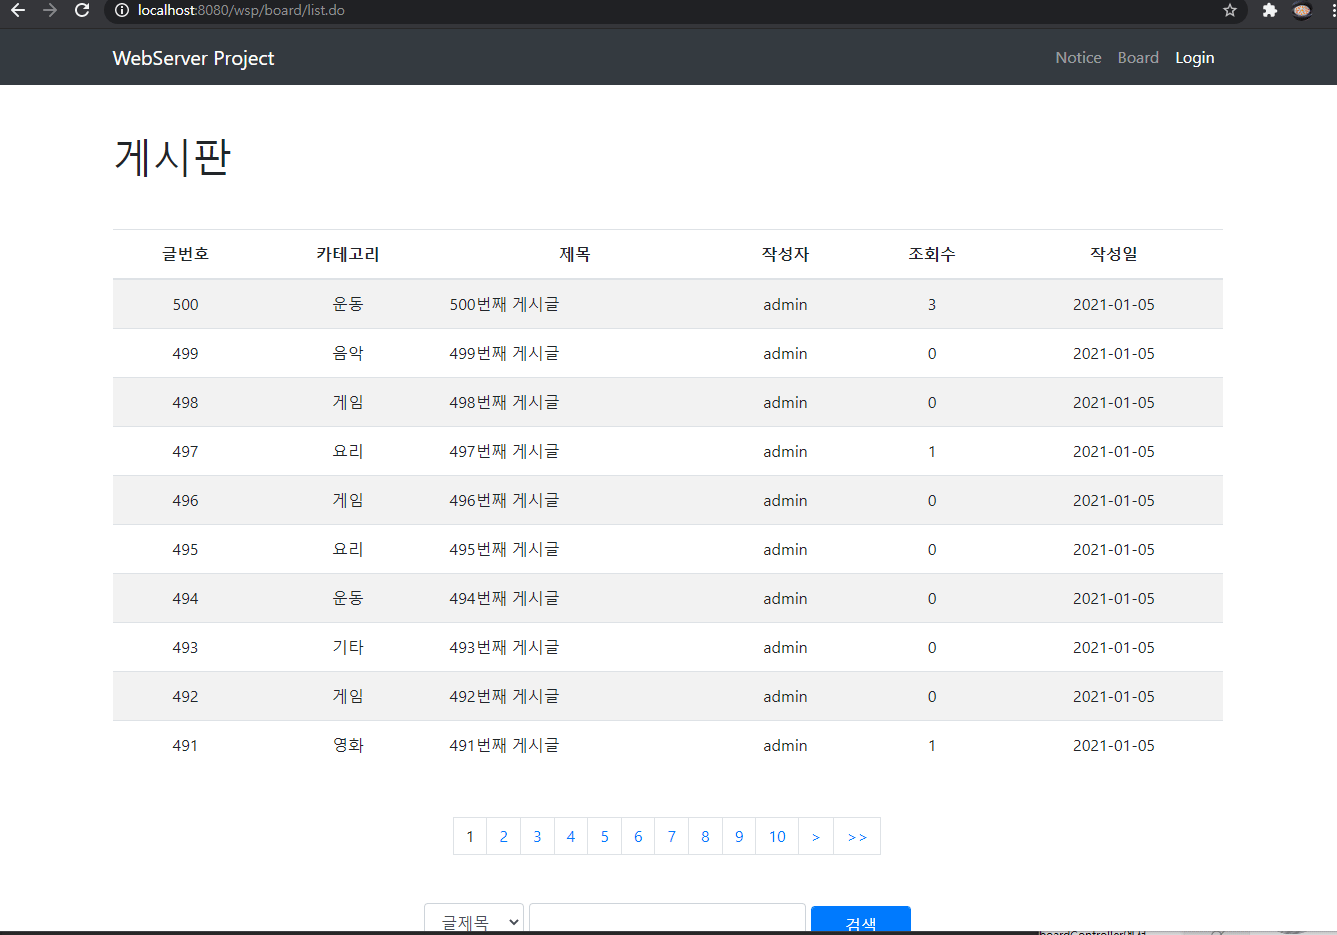 localhost:8080/wsp/board/list.do
WebServer Project Notice Board Login
게시판
글번호 카테고리 제목 작성자 조회수 작성일
500 운동 500번째 게시글 admin 3 2021-01-05
499 음악 499번째 게시글 admin 0 2021-01-05
498 게임 498번째 게시글 admin 0 2021-01-05
497 요리 497번째 게시글 admin 1 2021-01-05
496 게임 496번째 게시글 admin 0 2021-01-05
495 요리 495번째 게시글 admin 0 2021-01-05
494 운동 494번째 게시글 admin 0 2021-01-05
493 기타 493번째 게시글 admin 0 2021-01-05
492 게임 492번째 게시글 admin 0 2021-01-05
491 영화 491번째 게시글 admin 1 2021-01-05
1 2 3 4 5 6 7 8 9 10 > >>
글제목 검색